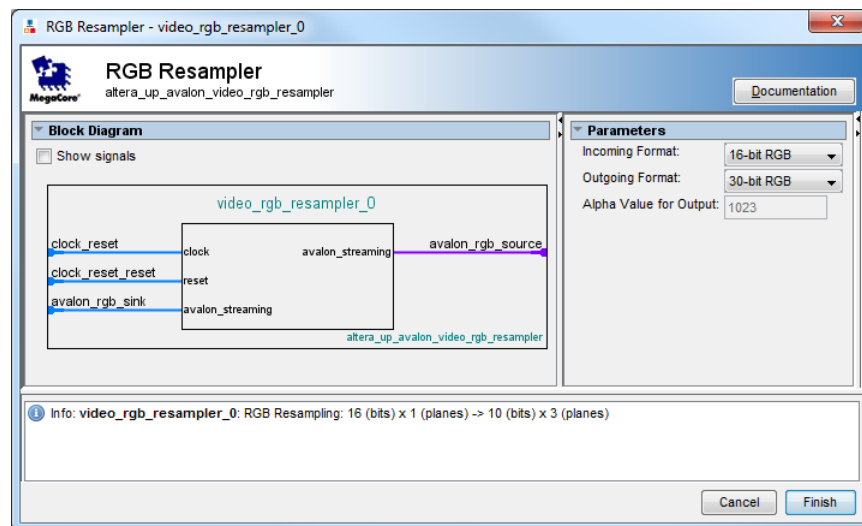 RGB Resampler - video_rgb_resampler_0
x
MegaCore®
RGB Resampler
altera_up_avalon_video_rgb_resampler
Documentation
Block Diagram
Show signals
video_rgb_resampler_0
clock_reset
clock
avalon_streaming
avalon_rgb_source
clock_reset_reset
reset
avalon_rgb_sink
avalon_streaming
altera_up_avalon_video_rgb_resampler
Parameters
Incoming Format: 16-bit RGB
Outgoing Format: 30-bit RGB
Alpha Value for Output: 1023
Info: video_rgb_resampler_0: RGB Resampling: 16 (bits) x 1 (planes) -> 10 (bits) x 3 (planes)
Cancel
Finish